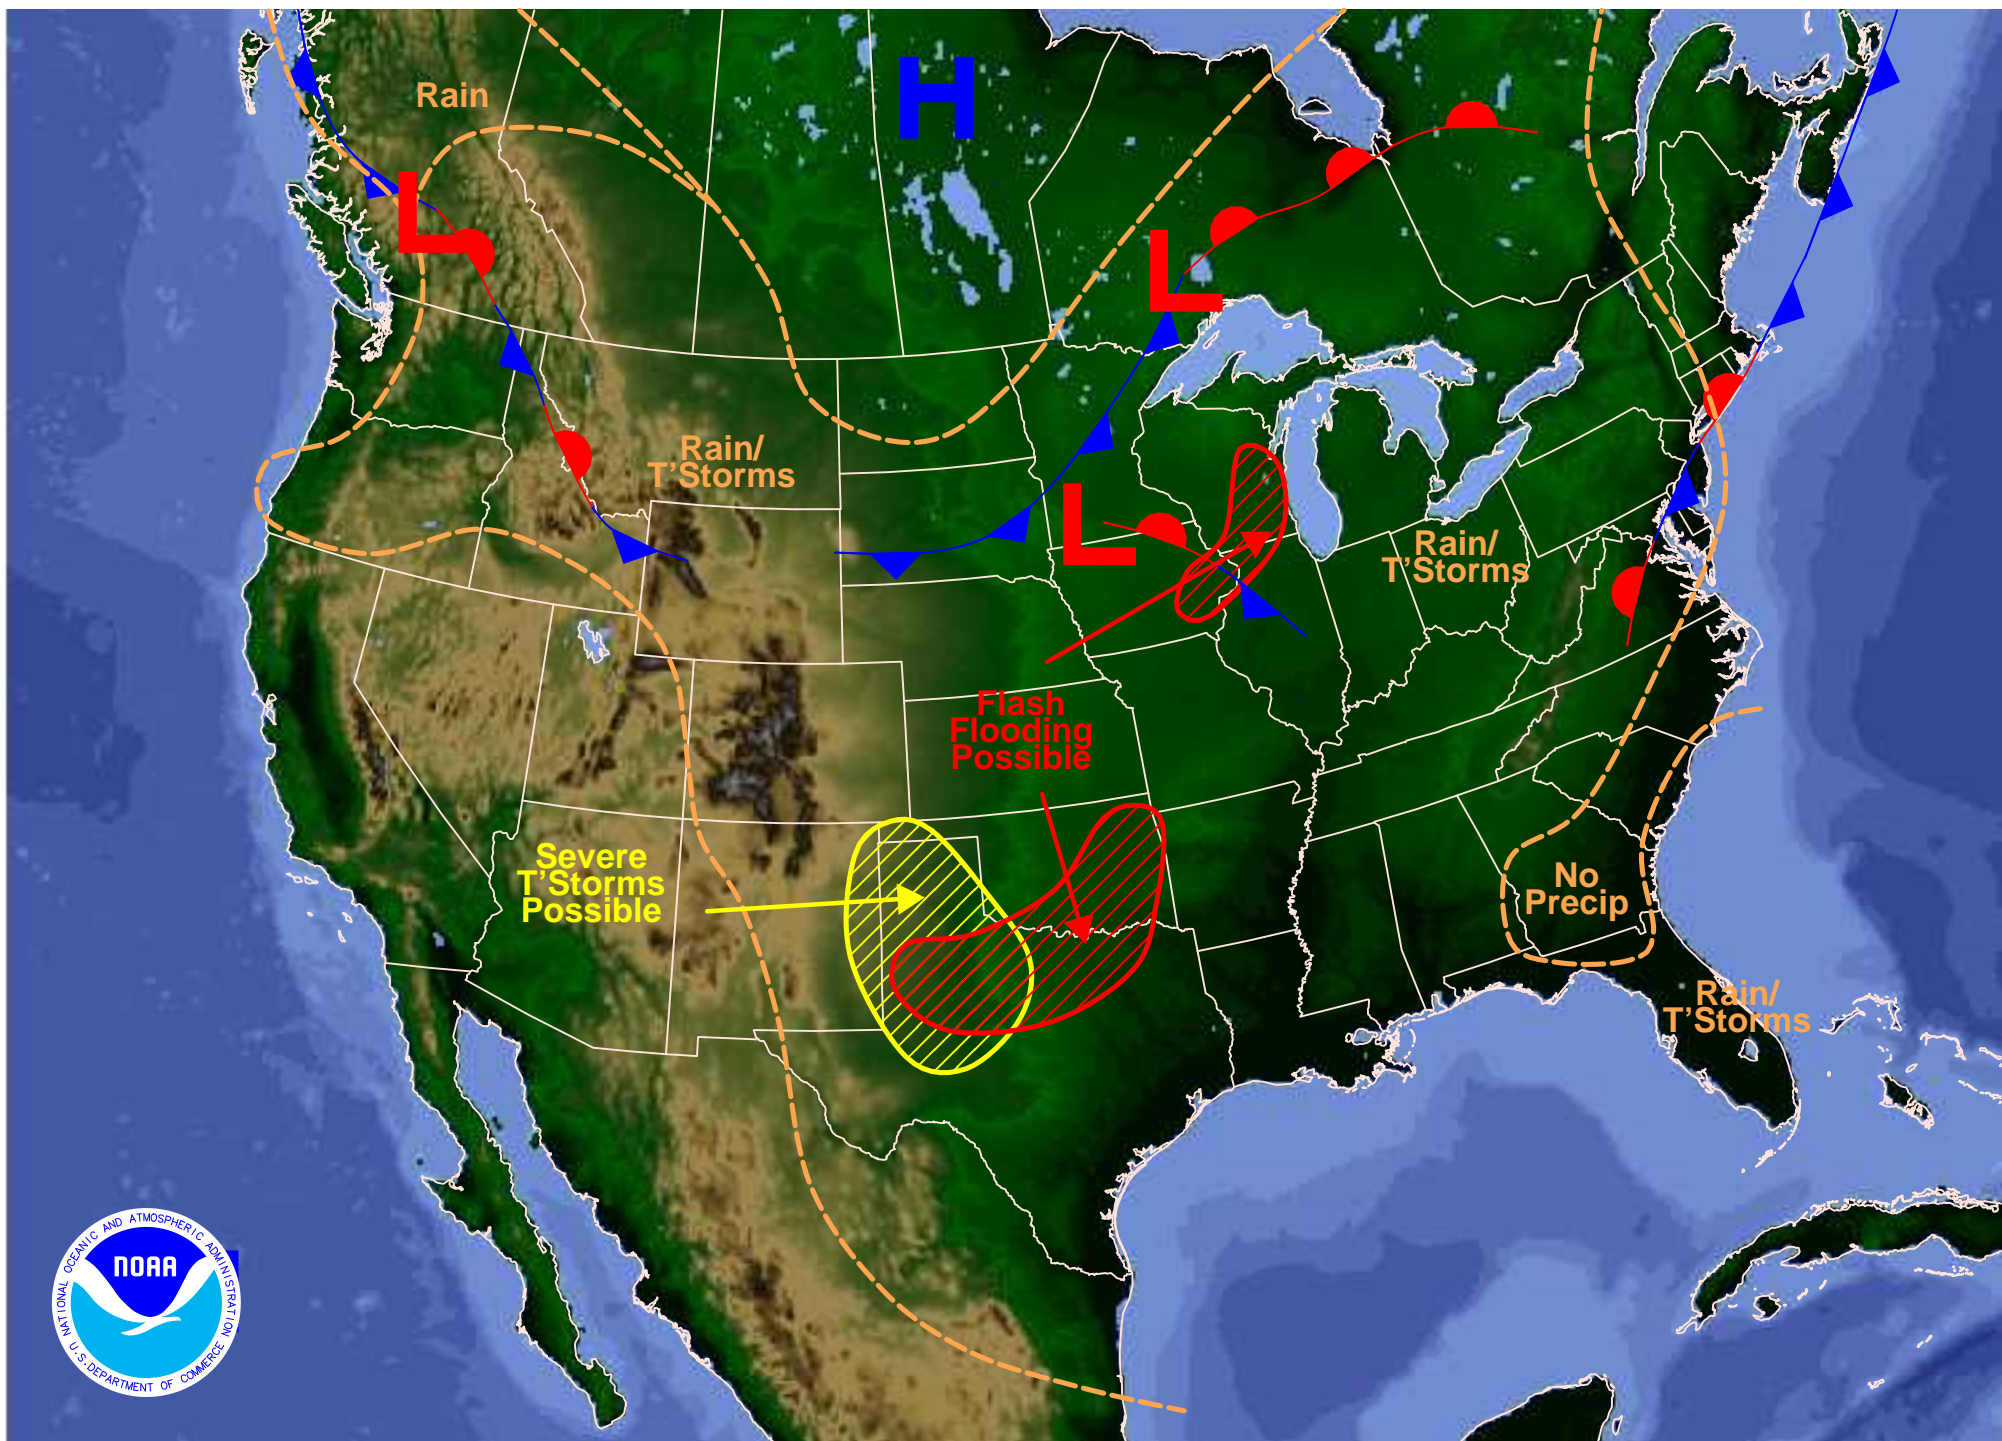 H
Rain
L
L
Rain/
T'Storms
L
Rain/
T'Storms
Flash
Flooding
Possible
Severe
T'Storms
Possible
No
Precip
Rain/
T'Storms
NATIONAL OCEANIC AND ATMOSPHERIC ADMINISTRATION
NOAA
U.S. DEPARTMENT OF COMMERCE